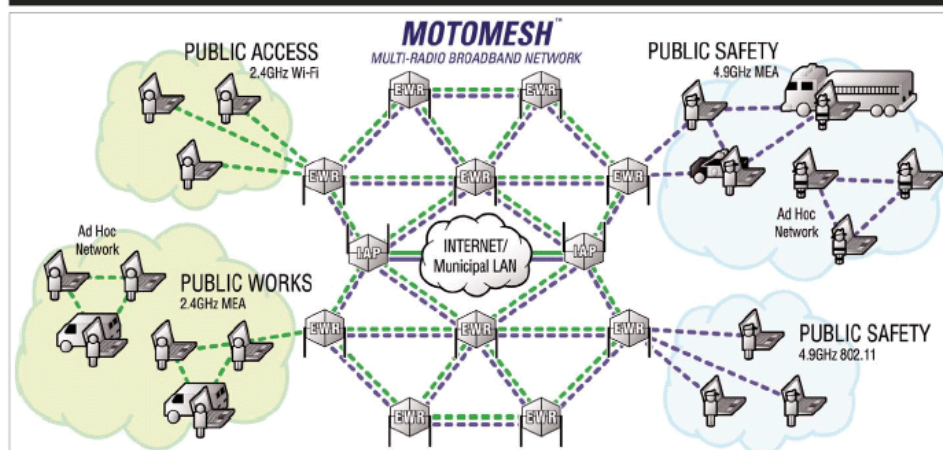 MOTOMESH™
MULTI-RADIO BROADBAND NETWORK
PUBLIC ACCESS
2.4GHz Wi-Fi
PUBLIC SAFETY
4.9GHz MEA
EWR
EWR
EWR
EWR
EWR
Ad Hoc
Network
IAP
INTERNET/
Municipal LAN
IAP
Ad Hoc
Network
PUBLIC WORKS
2.4GHz MEA
EWR
EWR
EWR
PUBLIC SAFETY
4.9GHz 802.11
EWR
EWR